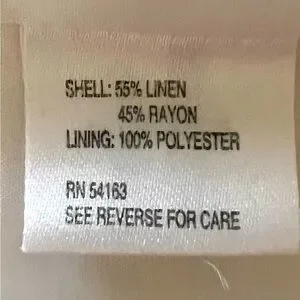 SHELL: 55% LINEN
45% RAYON
LINING: 100% POLYESTER
RN 54163
SEE REVERSE FOR CARE